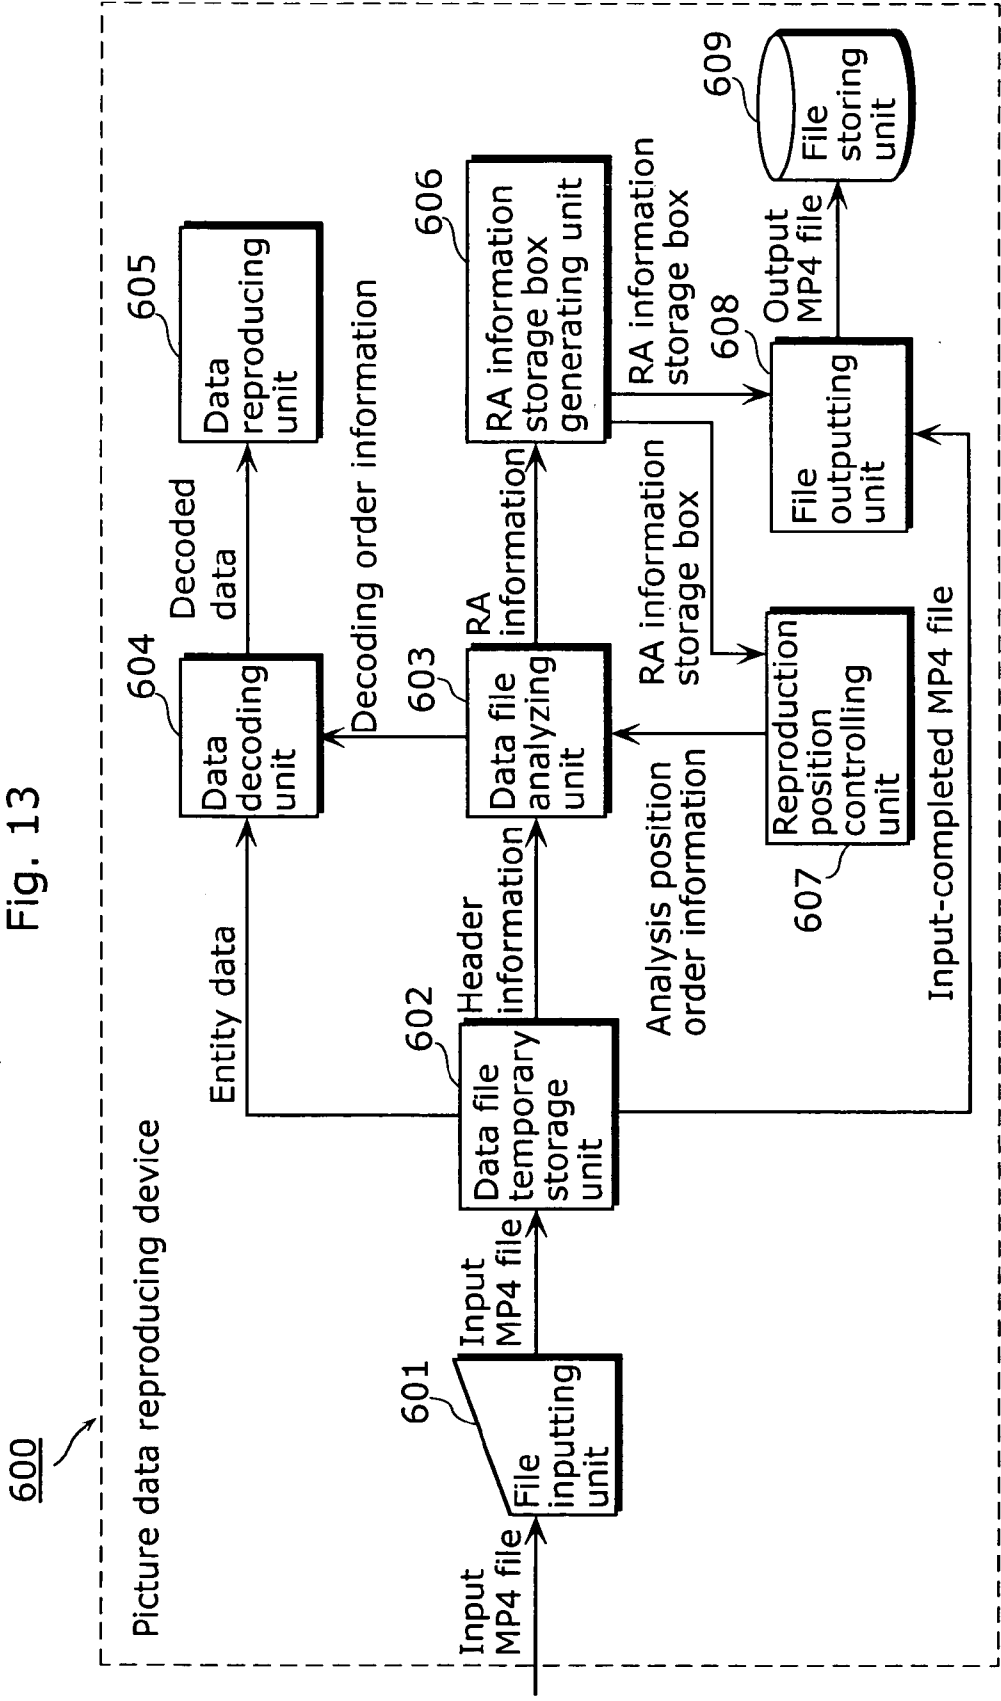 Fig. 13
600
Picture data reproducing device
Input
MP4 file
601
File
inputting
unit
Input
MP4 file
602
Data file
temporary
storage
unit
Entity data
Header
information
604
Data
decoding
unit
Decoded
data
605
Data
reproducing
unit
Decoding order information
603
Data file
analyzing
unit
RA
information
606
RA information
storage box
generating unit
Analysis position
order information
RA information
storage box
RA information
storage box
607
Reproduction
position
controlling
unit
608
File
outputting
unit
Output
MP4 file
609
File
storing
unit
Input-completed MP4 file